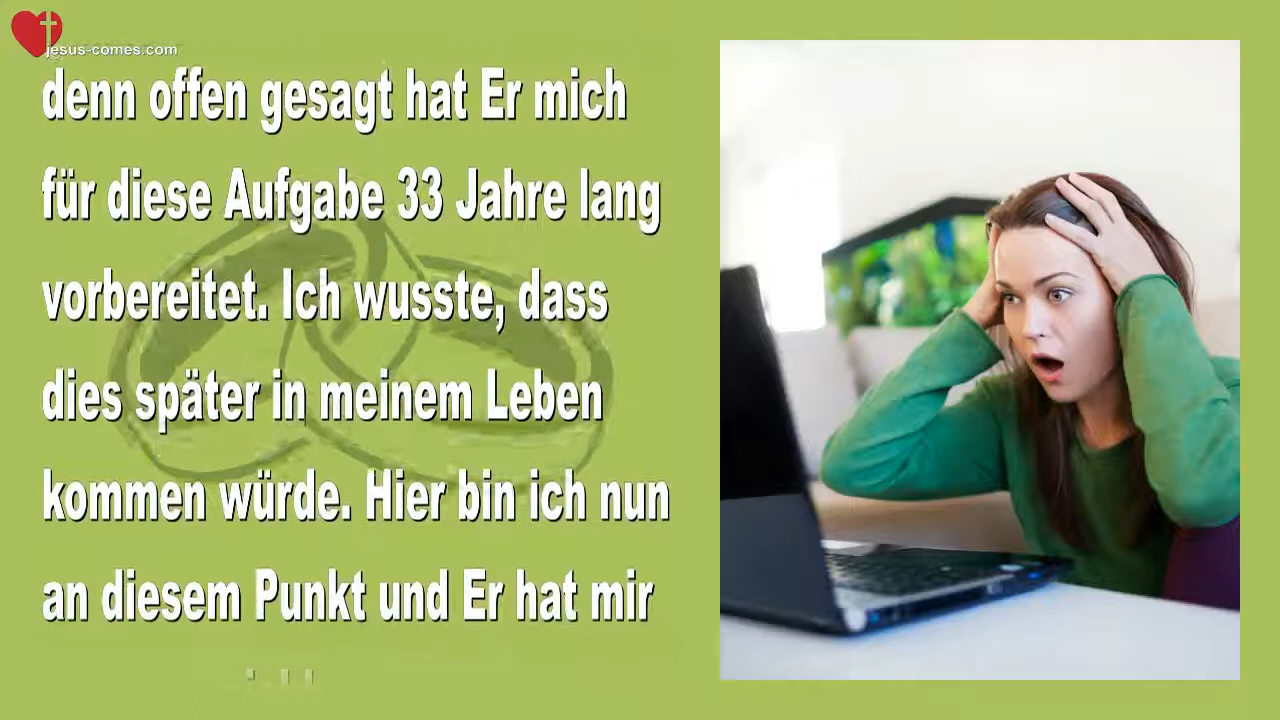 jesus-comes.com
denn offen gesagt hat Er mich
für diese Aufgabe 33 Jahre lang
vorbereitet. Ich wusste, dass
dies später in meinem Leben
kommen würde. Hier bin ich nun
an diesem Punkt und Er hat mir